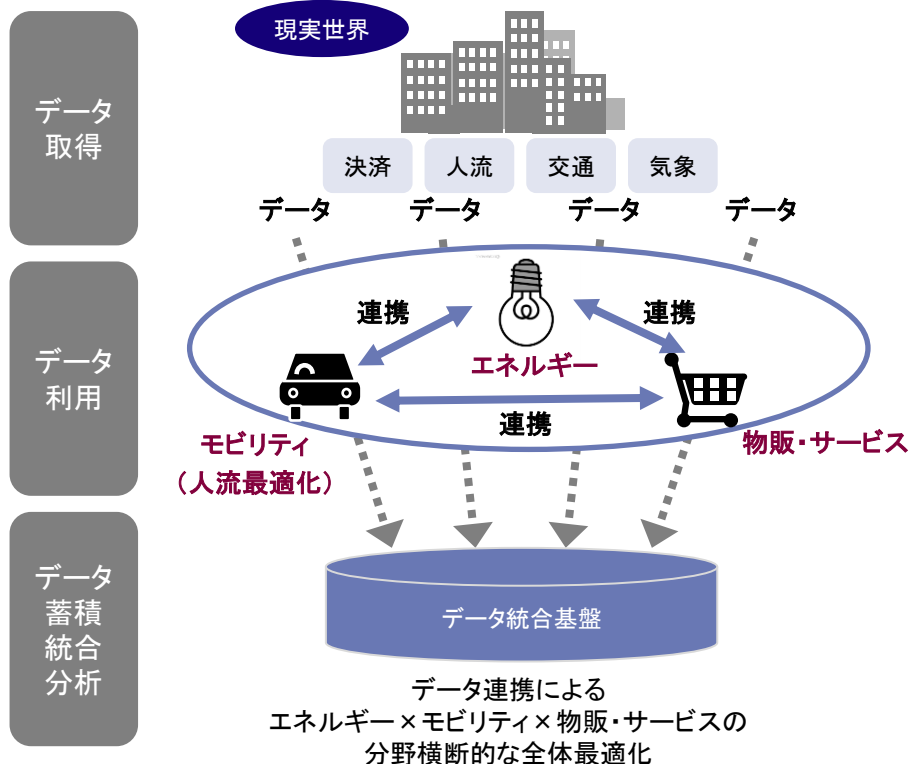 現実世界
データ
取得
決済
人流
交通
気象
データ
データ
データ
データ
データ
利用
連携
連携
エネルギー
連携
モビリティ
（人流最適化）
物販・サービス
データ
蓄積
統合
分析
データ統合基盤
データ連携による
エネルギー×モビリティ×物販・サービスの
分野横断的な全体最適化